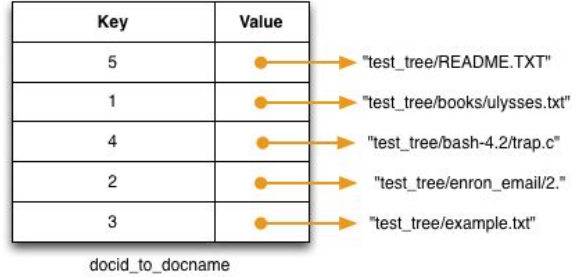 Key Value
5 "test_tree/README.TXT"
1 "test_tree/books/ulysses.txt"
4 "test_tree/bash-4.2/trap.c"
2 "test_tree/enron_email/2."
3 "test_tree/example.txt"
docid_to_docname